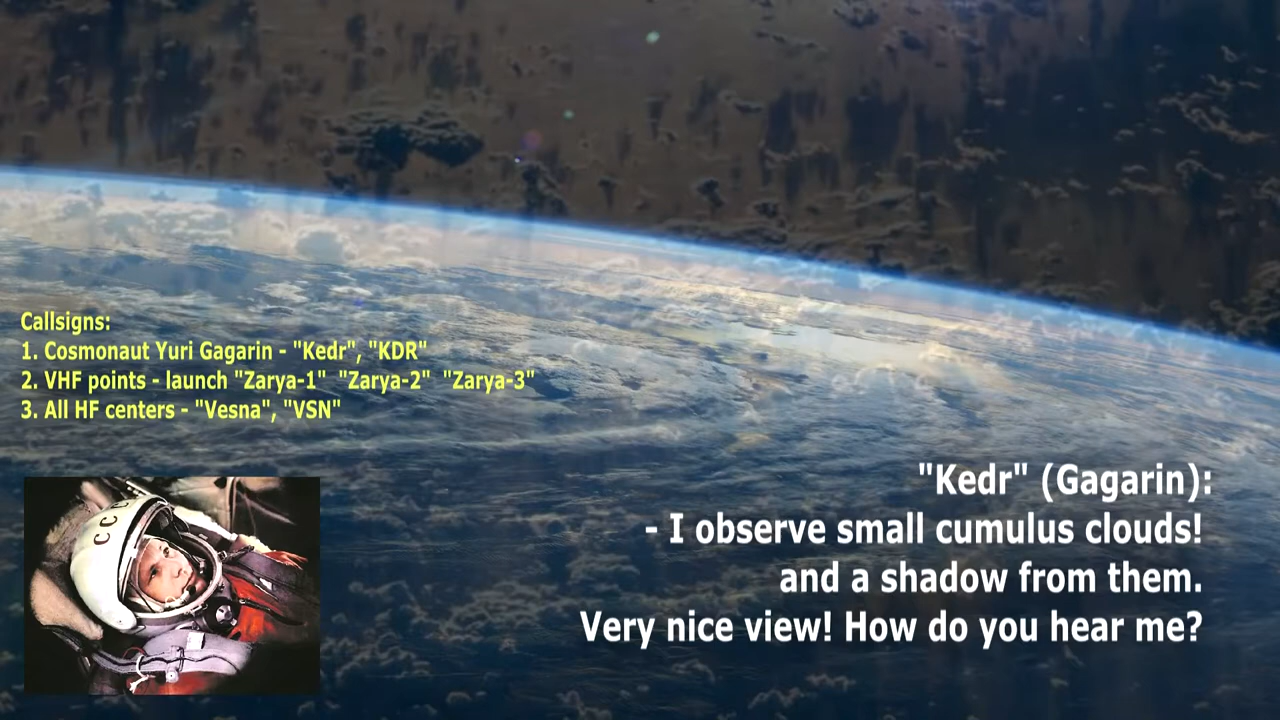 Callsigns:
1. Cosmonaut Yuri Gagarin - "Kedr", "KDR"
2. VHF points - launch "Zarya-1" "Zarya-2" "Zarya-3"
3. All HF centers - "Vesna", "VSN"
"Kedr" (Gagarin):
- I observe small cumulus clouds!
and a shadow from them.
Very nice view! How do you hear me?
ССС